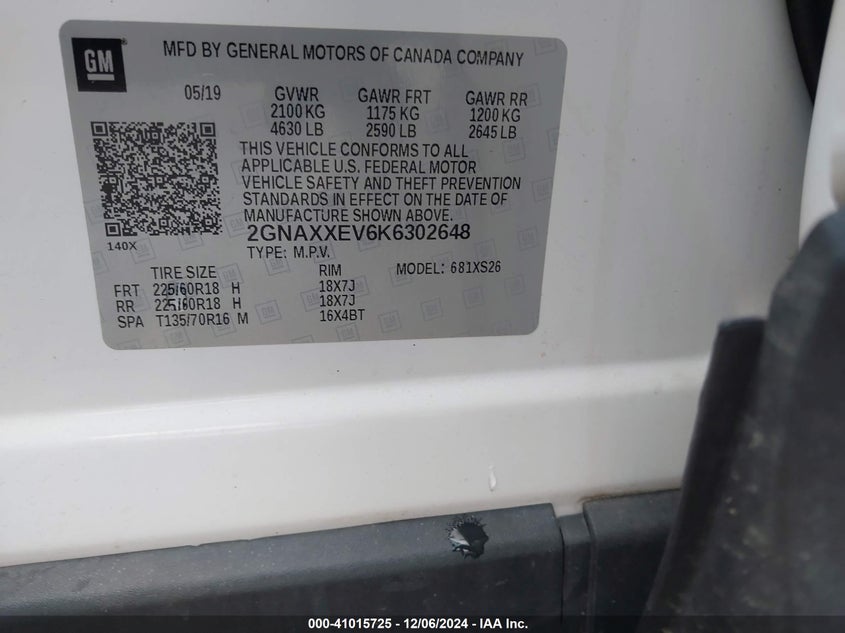 GM
MFD BY GENERAL MOTORS OF CANADA COMPANY
05/19 GVWR GAWR FRT GAWR RR
2100 KG 1175 KG 1200 KG
4630 LB 2590 LB 2645 LB
THIS VEHICLE CONFORMS TO ALL
APPLICABLE U.S. FEDERAL MOTOR
VEHICLE SAFETY AND THEFT PREVENTION
STANDARDS IN EFFECT ON THE DATE OF
MANUFACTURE SHOWN ABOVE.
140X 2GNAXXEV6K6302648
TYPE: M.P.V.
TIRE SIZE RIM MODEL: 681XS26
FRT 225/60R18 H 18X7J
RR 225/60R18 H 18X7J
SPA T135/70R16 M 16X4BT
000-41015725 - 12/06/2024 - IAA Inc.